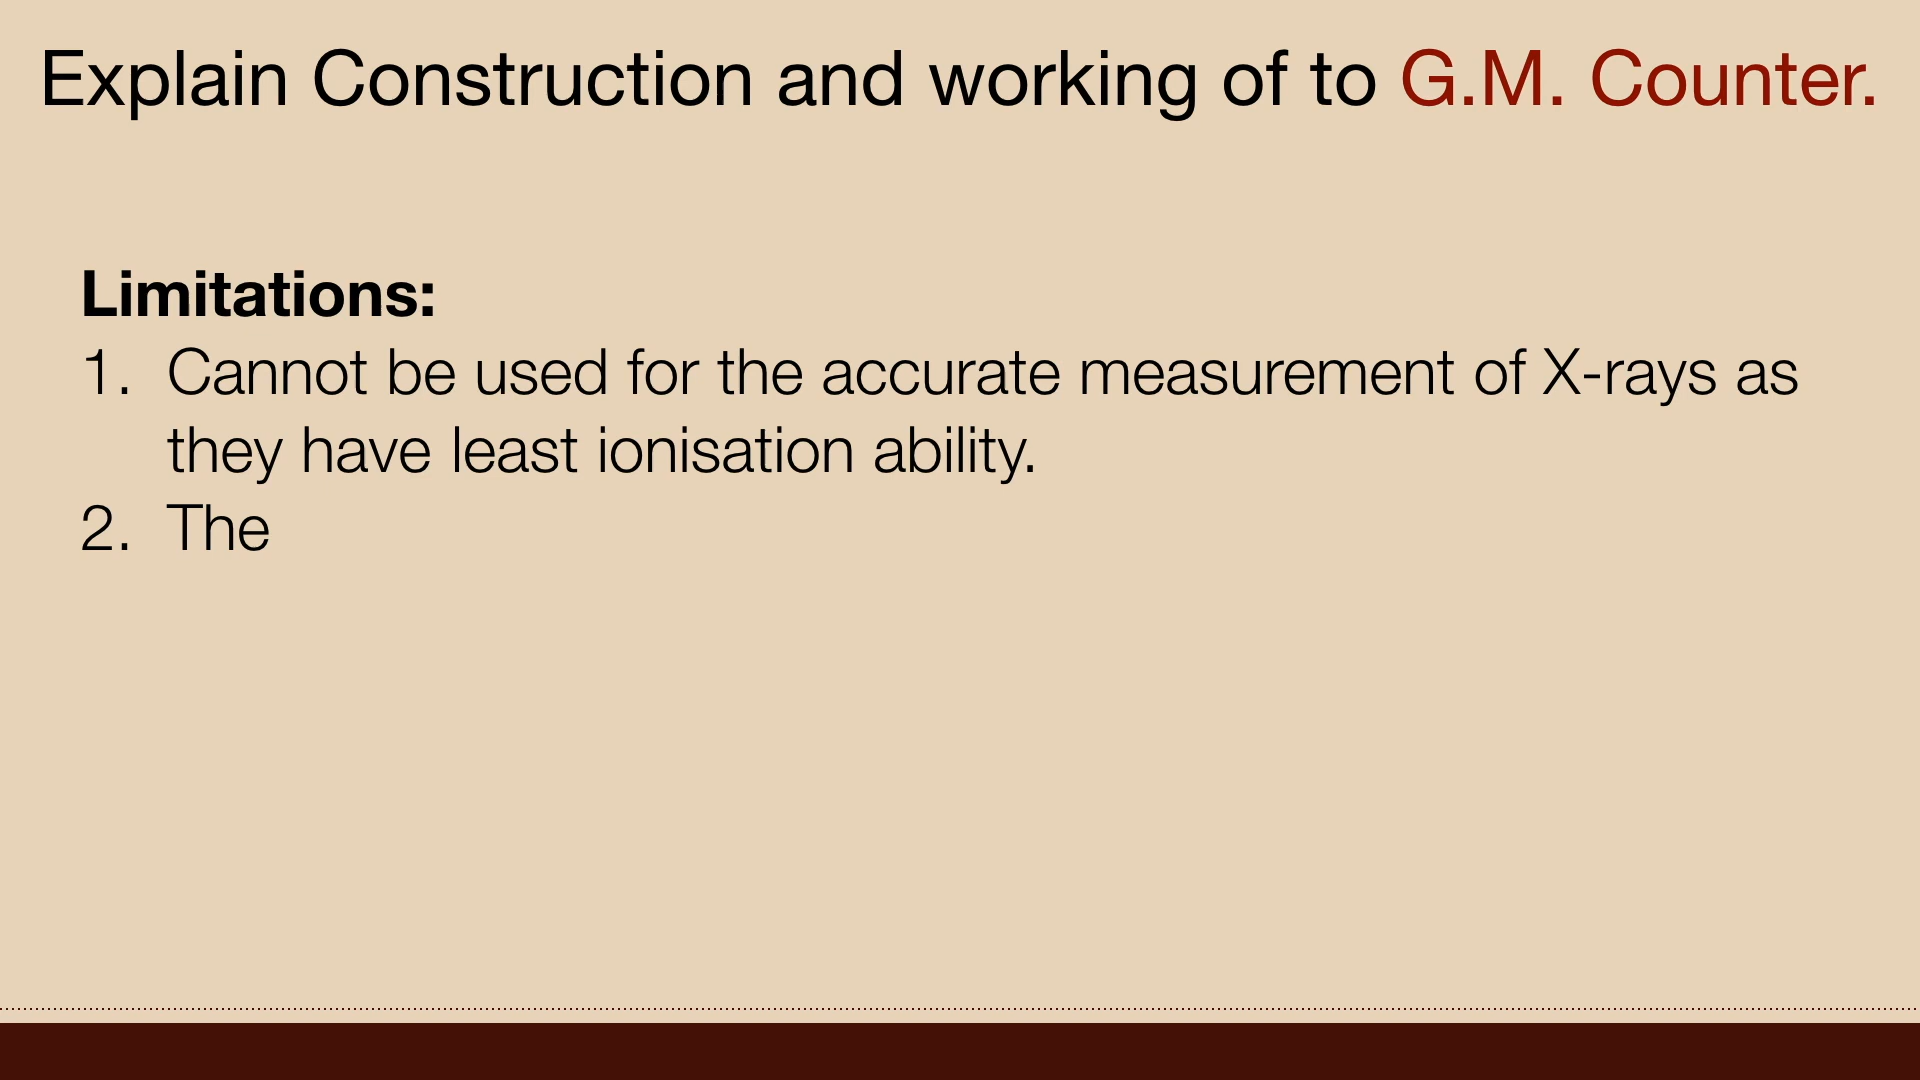 Explain Construction and working of to G.M. Counter.
Limitations:
1. Cannot be used for the accurate measurement of X-rays as
they have least ionisation ability.
2. The